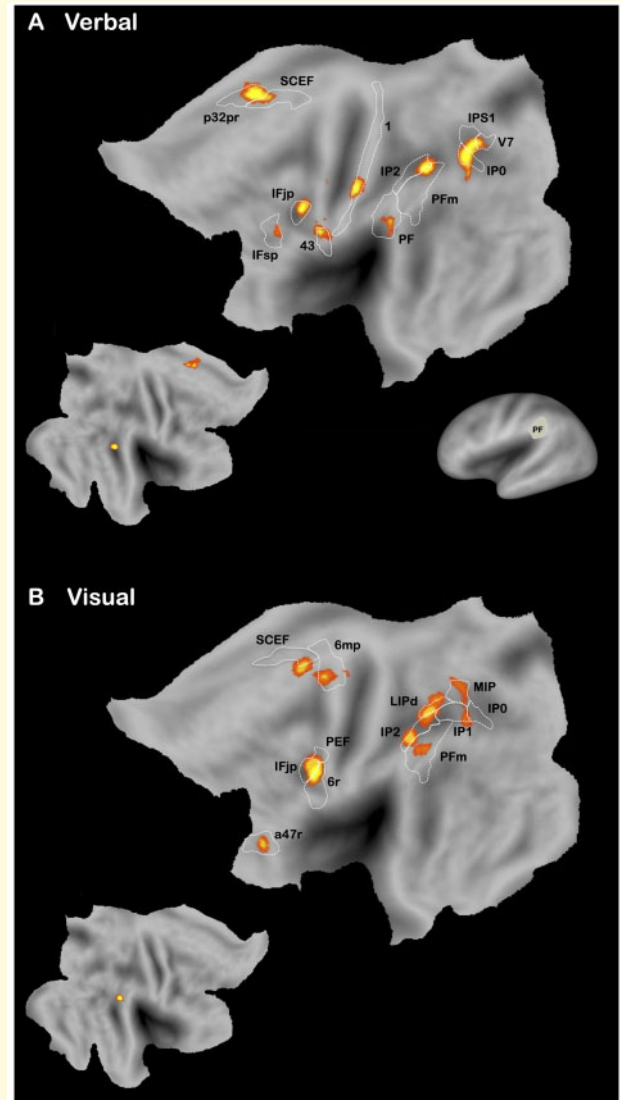 A Verbal
SCEF
p32pr
1
IPS1
V7
IP2
IP0
IFjp
PFm
IFsp
43
PF
PF
B Visual
SCEF
6mp
MIP
LIPd
IP0
IP2
IP1
PEF
PFm
IFjp
6r
a47r